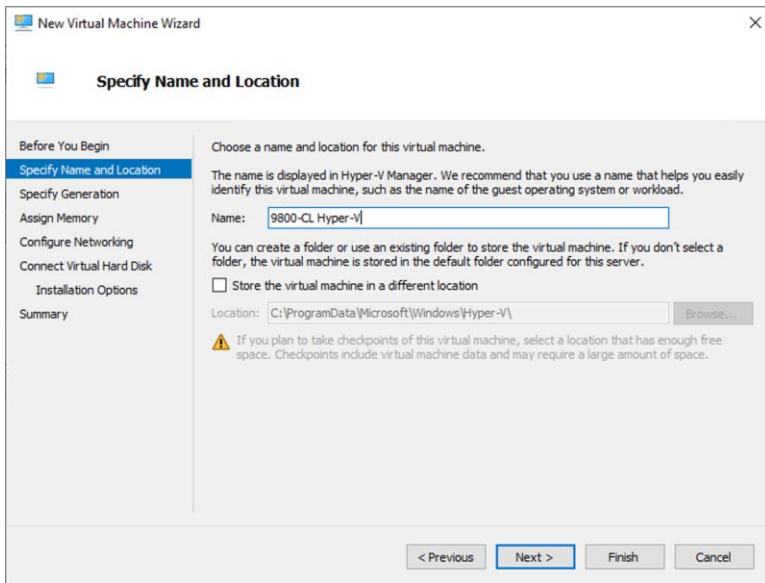 New Virtual Machine Wizard
Specify Name and Location
Before You Begin
Specify Name and Location
Specify Generation
Assign Memory
Configure Networking
Connect Virtual Hard Disk
Installation Options
Summary
Choose a name and location for this virtual machine.
The name is displayed in Hyper-V Manager. We recommend that you use a name that helps you easily
identify this virtual machine, such as the name of the guest operating system or workload.
Name: 9800-CL Hyper-V
You can create a folder or use an existing folder to store the virtual machine. If you don't select a
folder, the virtual machine is stored in the default folder configured for this server.
Store the virtual machine in a different location
Location: C:\ProgramData\Microsoft\Windows\Hyper-V\ Browse...
If you plan to take checkpoints of this virtual machine, select a location that has enough free
space. Checkpoints include virtual machine data and may require a large amount of space.
< Previous Next > Finish Cancel